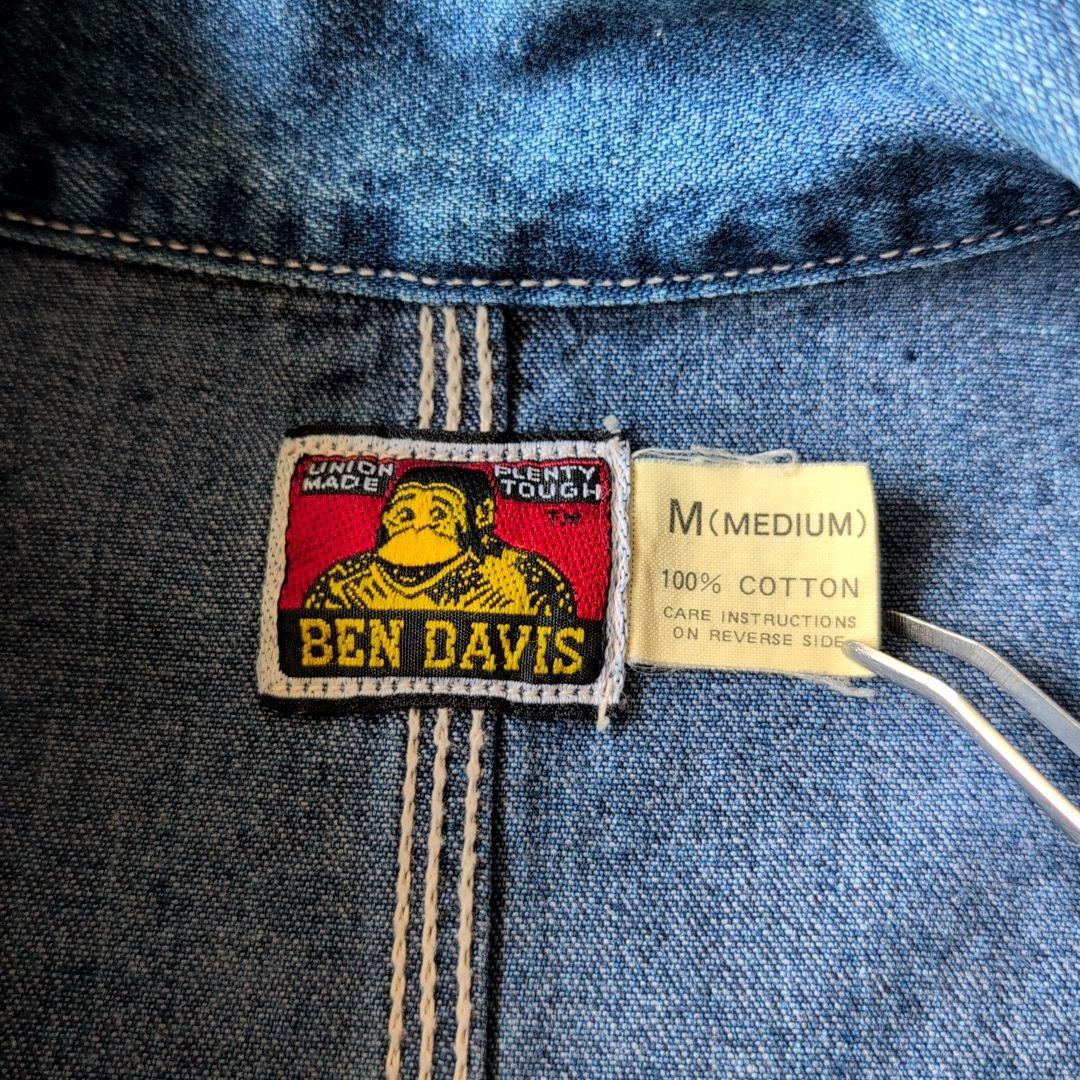 UNION
MADE
PLENTY
TOUGH
TM
BEN DAVIS
M (MEDIUM)
100% COTTON
CARE INSTRUCTIONS
ON REVERSE SIDE